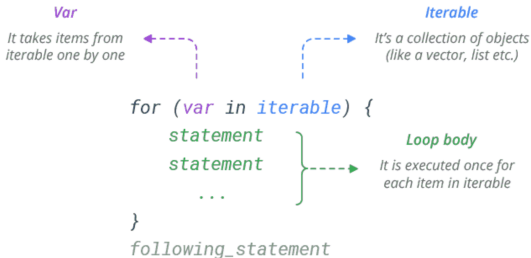 Var
It takes items from
iterable one by one
Iterable
It's a collection of objects
(like a vector, list etc.)
for (var in iterable) {
statement
statement
...
}
following_statement
Loop body
It is executed once for
each item in iterable